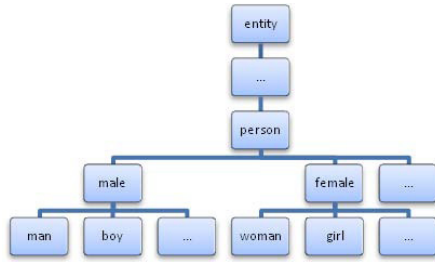 entity
...
person
male female ...
man boy ... woman girl ...